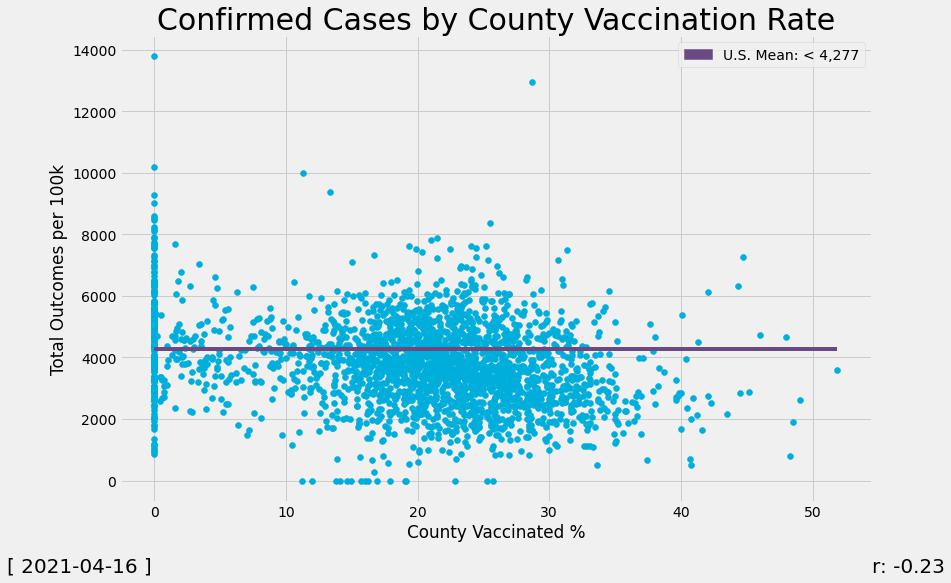 Confirmed Cases by County Vaccination Rate
14000
12000
10000
8000
6000
4000
2000
0
Total Outcomes per 100k
U.S. Mean: < 4,277
0 10 20 30 40 50
County Vaccinated %
[ 2021-04-16 ] r: -0.23